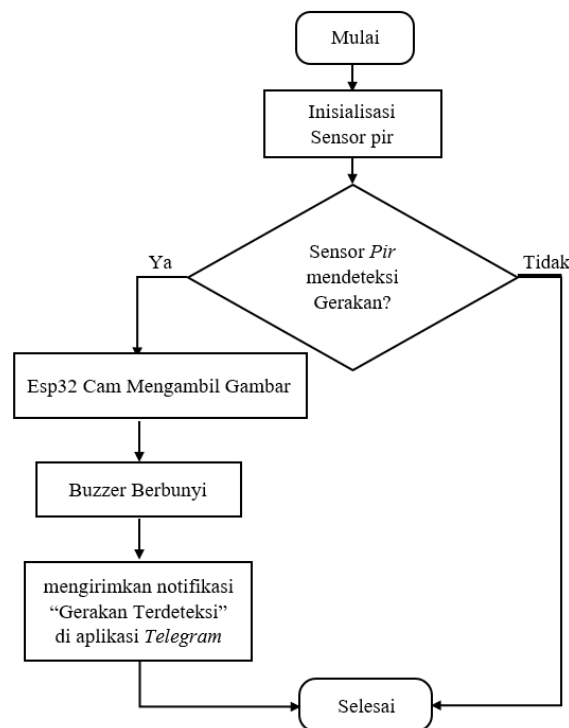 Mulai
Inisialisasi
Sensor pir
Sensor Pir
mendeteksi
Gerakan?
Ya
Tidak
Esp32 Cam Mengambil Gambar
Buzzer Berbunyi
mengirimkan notifikasi
“Gerakan Terdeteksi”
di aplikasi Telegram
Selesai